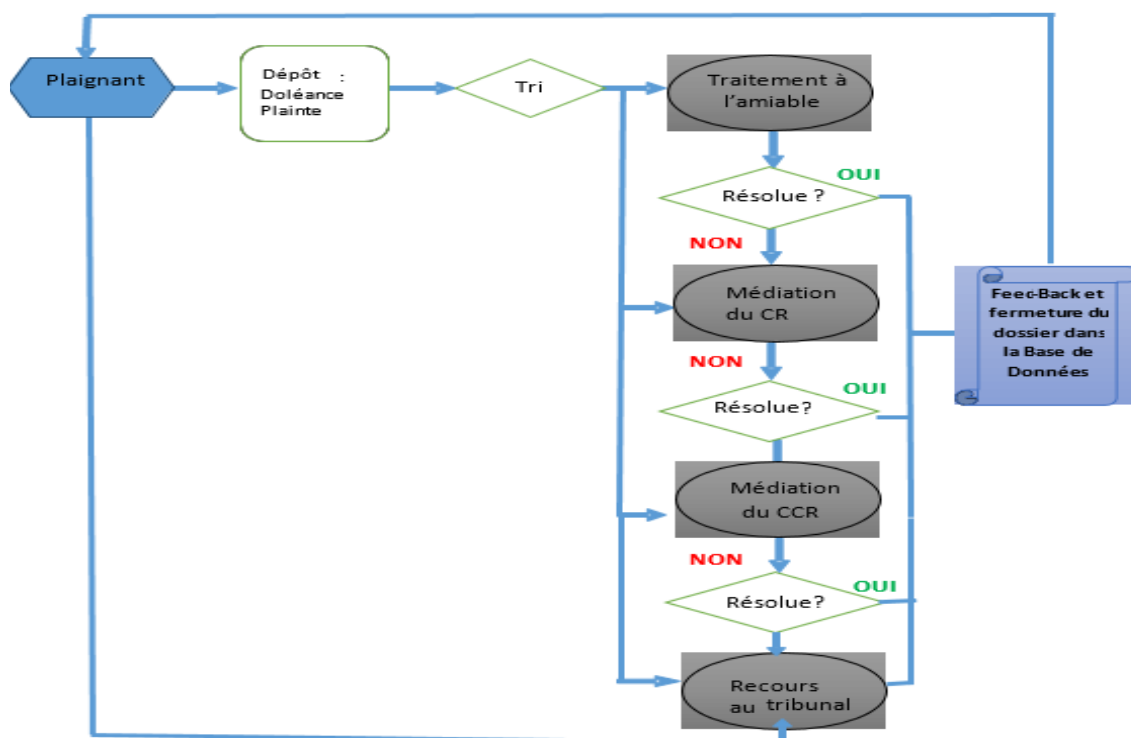 Plaignant
Dépôt :
Doléance
Plainte
Tri
Traitement à
l'amiable
OUI
Résolue ?
NON
Médiation
du CR
NON
OUI
Résolue?
Médiation
du CCR
NON
OUI
Résolue?
Recours
au tribunal
Feec-Back et
fermeture du
dossier dans
la Base de
Données